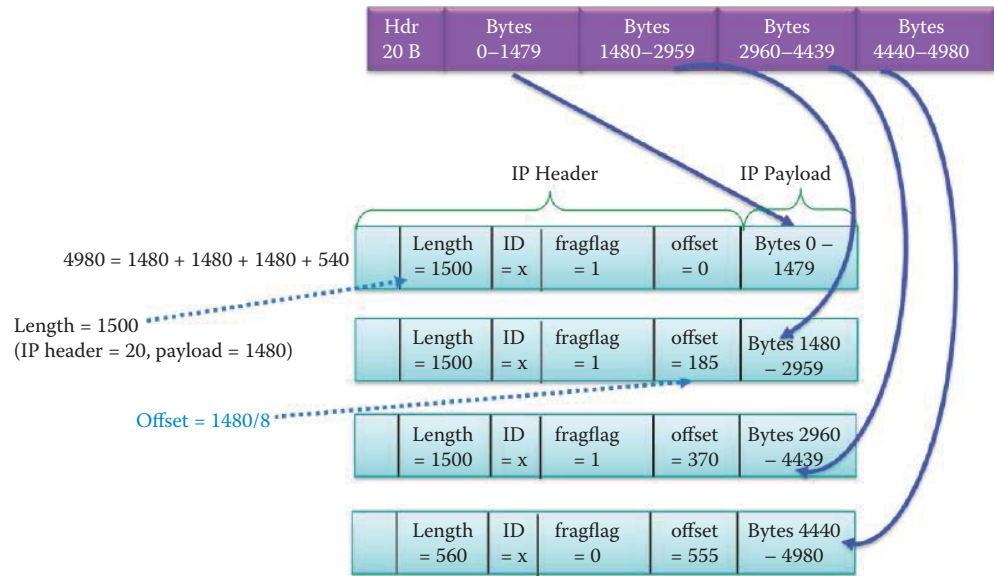 Hdr
20 B
Bytes
0–1479
Bytes
1480–2959
Bytes
2960–4439
Bytes
4440–4980
IP Header
IP Payload
4980 = 1480 + 1480 + 1480 + 540
Length
= 1500
ID
= x
fragflag
= 1
offset
= 0
Bytes 0 –
1479
Length = 1500
(IP header = 20, payload = 1480)
Length
= 1500
ID
= x
fragflag
= 1
offset
= 185
Bytes 1480
– 2959
Offset = 1480/8
Length
= 1500
ID
= x
fragflag
= 1
offset
= 370
Bytes 2960
– 4439
Length
= 560
ID
= x
fragflag
= 0
offset
= 555
Bytes 4440
– 4980